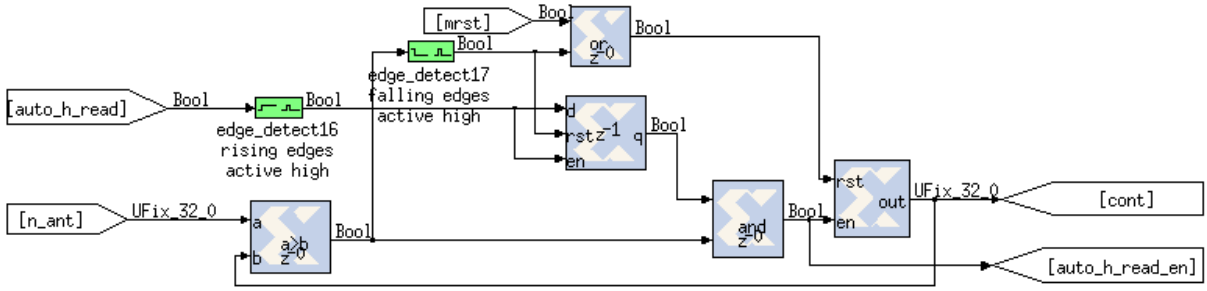 [mrst]
Bool
or
z-0
Bool
Bool
edge_detect17
falling edges
active high
[auto_h_read]
Bool
Bool
edge_detect16
rising edges
active high
d
rst
en
z-1
q
Bool
[n_ant]
UFix_32_0
a
b
a>b
z-0
Bool
and
z-0
Bool
rst
en
out
UFix_32_0
[cont]
[auto_h_read_en]